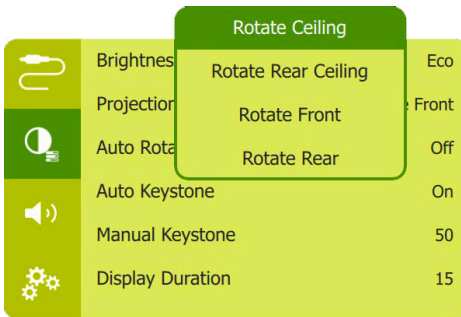 Rotate Ceiling
Brightnes
Eco
Rotate Rear Ceiling
Projection
Front
Rotate Front
Auto Rota
Off
Rotate Rear
Auto Keystone
On
Manual Keystone
50
Display Duration
15